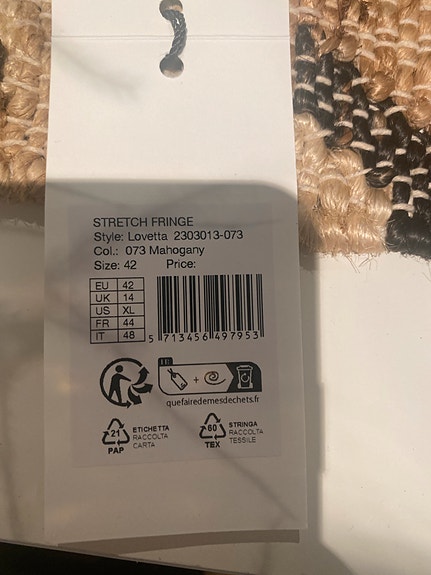 STRETCH FRINGE
Style: Lovetta 2303013-073
Col.: 073 Mahogany
Size: 42 Price:
EU 42
UK 14
US XL
FR 44
IT 48
5 713456 497953
FR
+
quefairedemesdechets.fr
21
PAP
ETICHETTA
RACCOLTA
CARTA
60
TEX
STRINGA
RACCOLTA
TESSILE